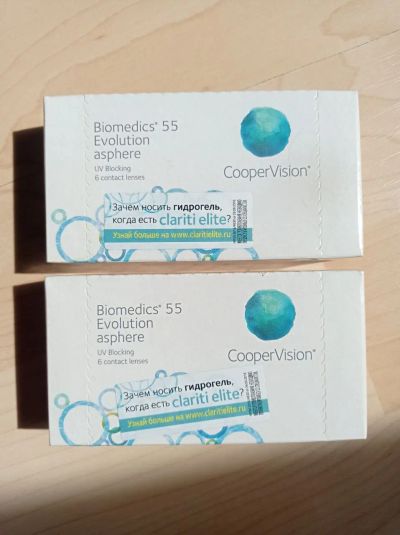 Biomedics® 55
Evolution
asphere
UV Blocking
6 contact lenses
CooperVision®
Зачем носить гидрогель,
когда есть clariti elite?
Узнай больше на www.claritielite.ru
Biomedics® 55
Evolution
asphere
UV Blocking
6 contact lenses
CooperVision®
Зачем носить гидрогель,
когда есть clariti elite?
Узнай больше на www.claritielite.ru